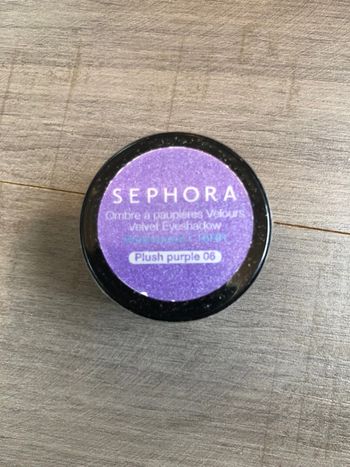 SEPHORA
Ombre à paupières Velours
Velvet Eyeshadow
Plush purple 06